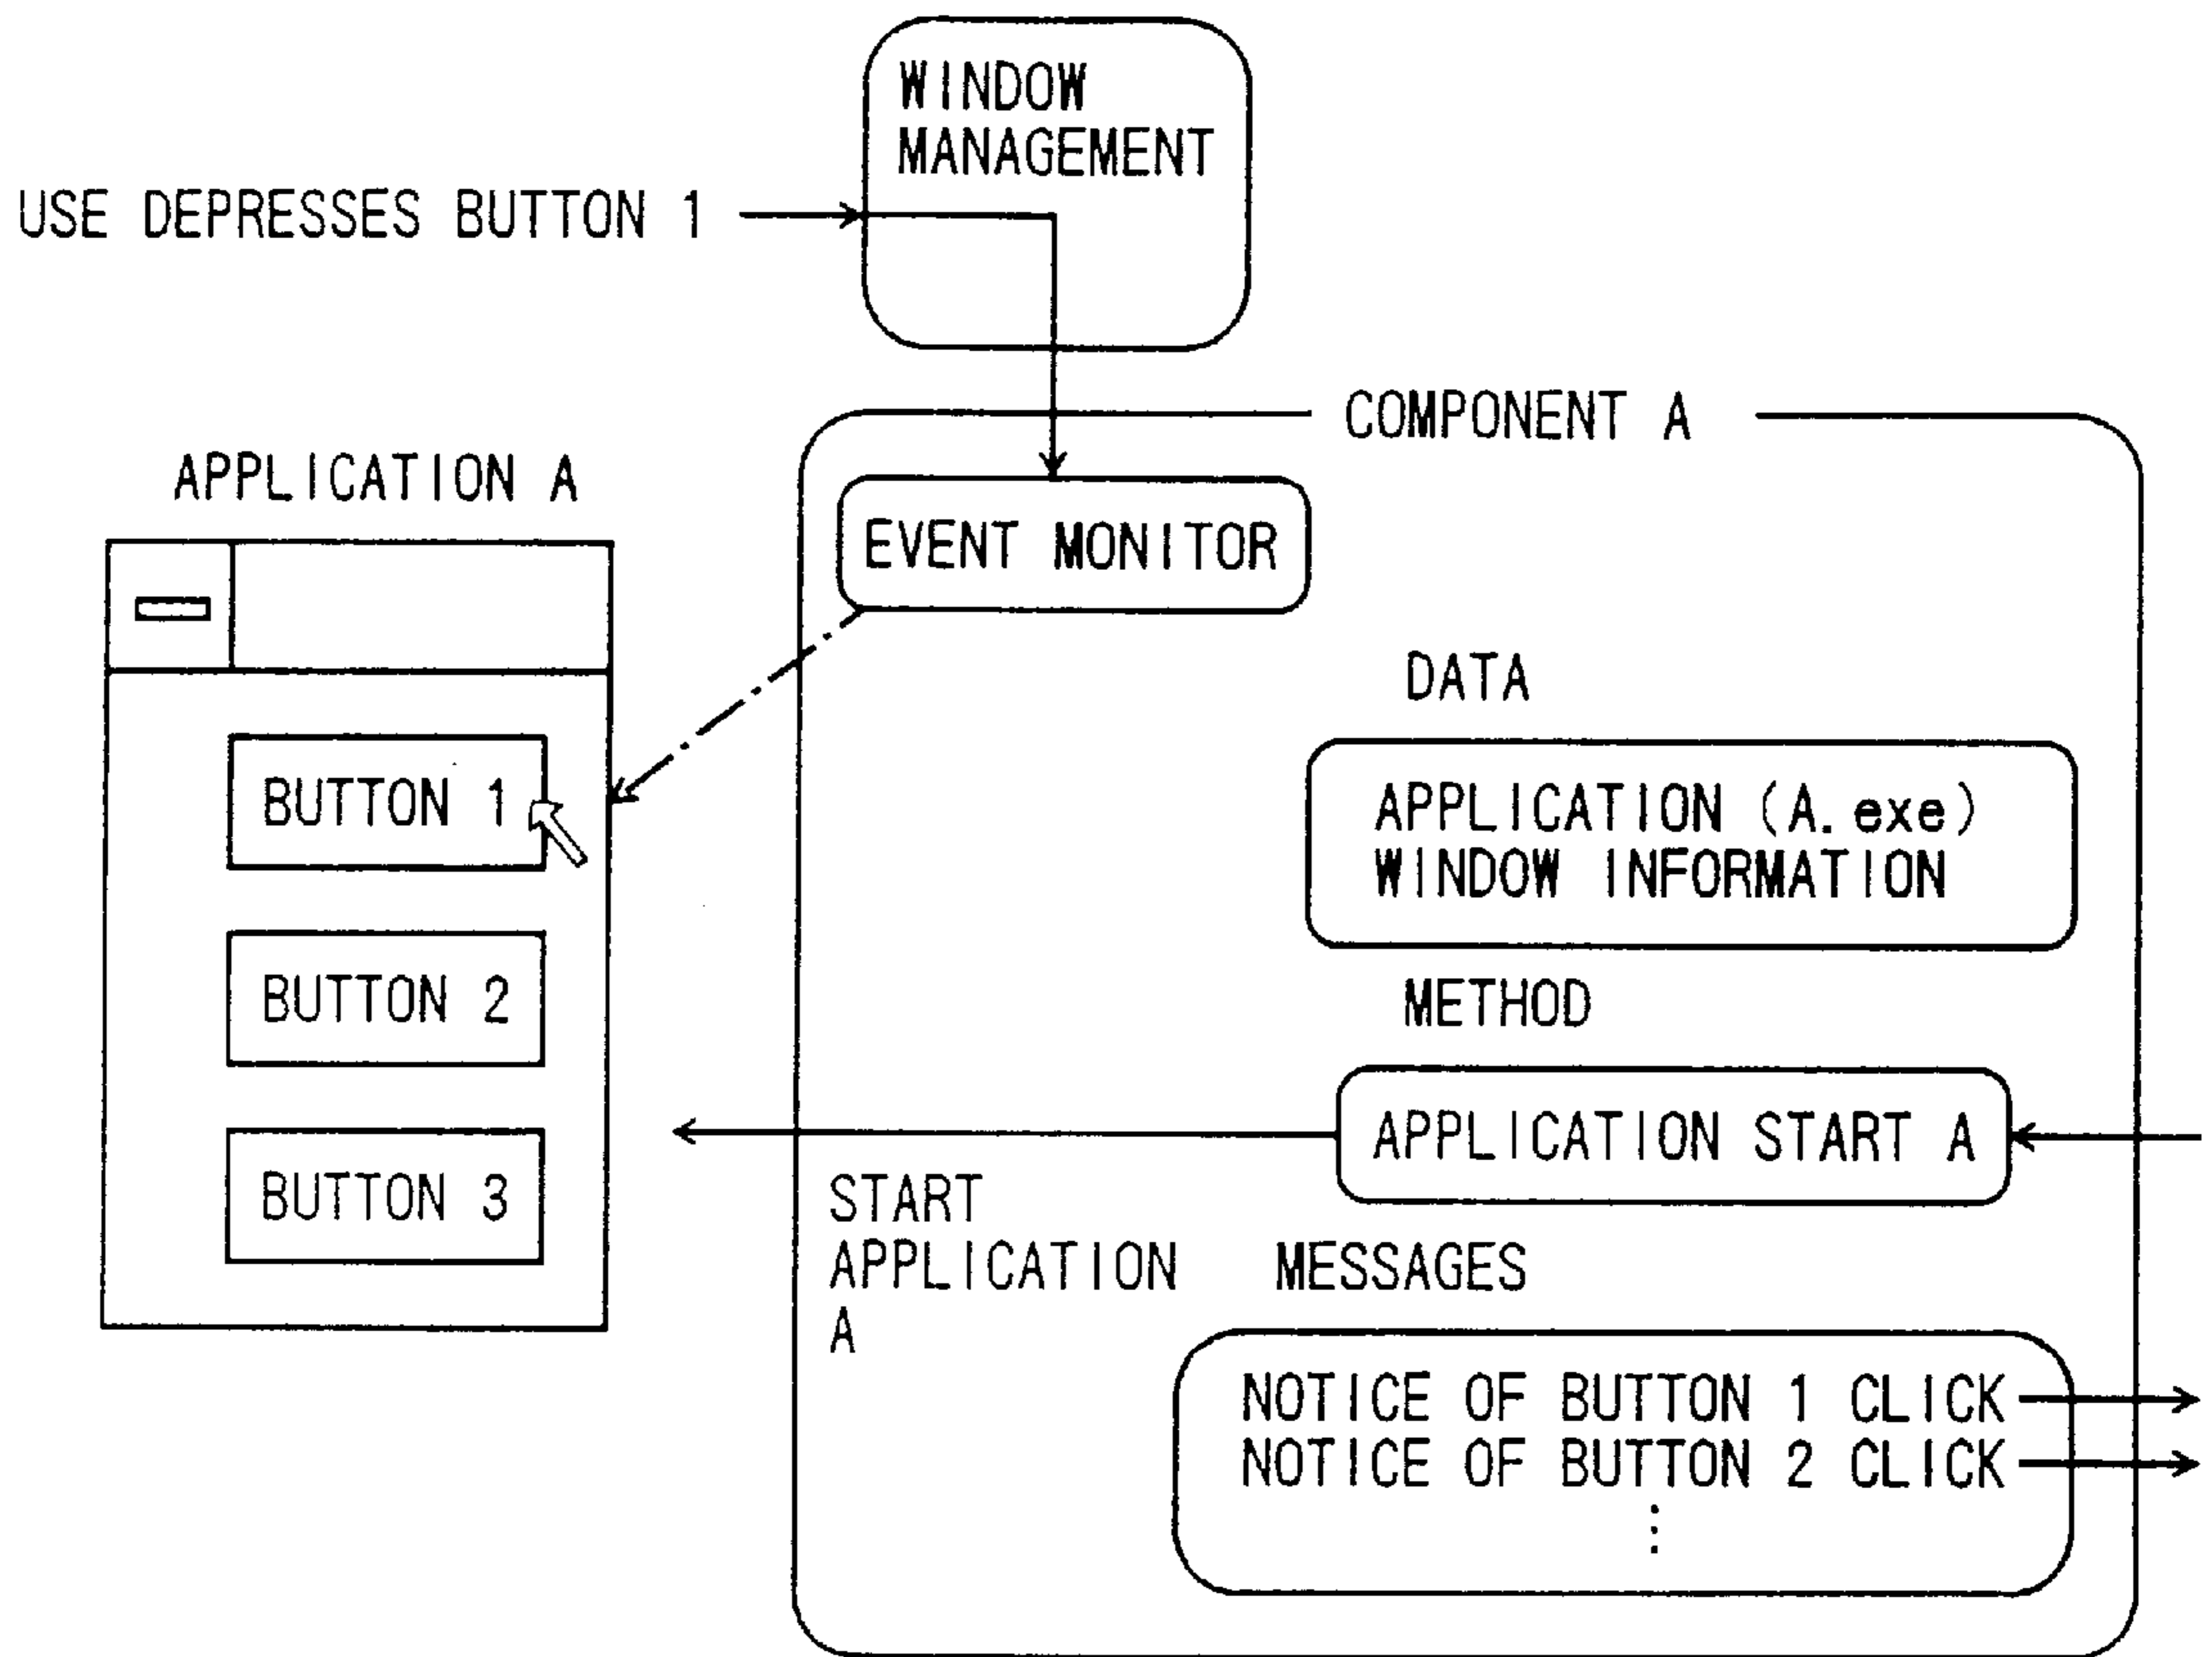 WINDOW
MANAGEMENT
USE DEPRESSES BUTTON 1
COMPONENT A
APPLICATION A
EVENT MONITOR
DATA
BUTTON 1
APPLICATION (A.exe)
WINDOW INFORMATION
BUTTON 2
METHOD
APPLICATION START A
BUTTON 3
START
APPLICATION
A
MESSAGES
NOTICE OF BUTTON 1 CLICK
NOTICE OF BUTTON 2 CLICK
⋮